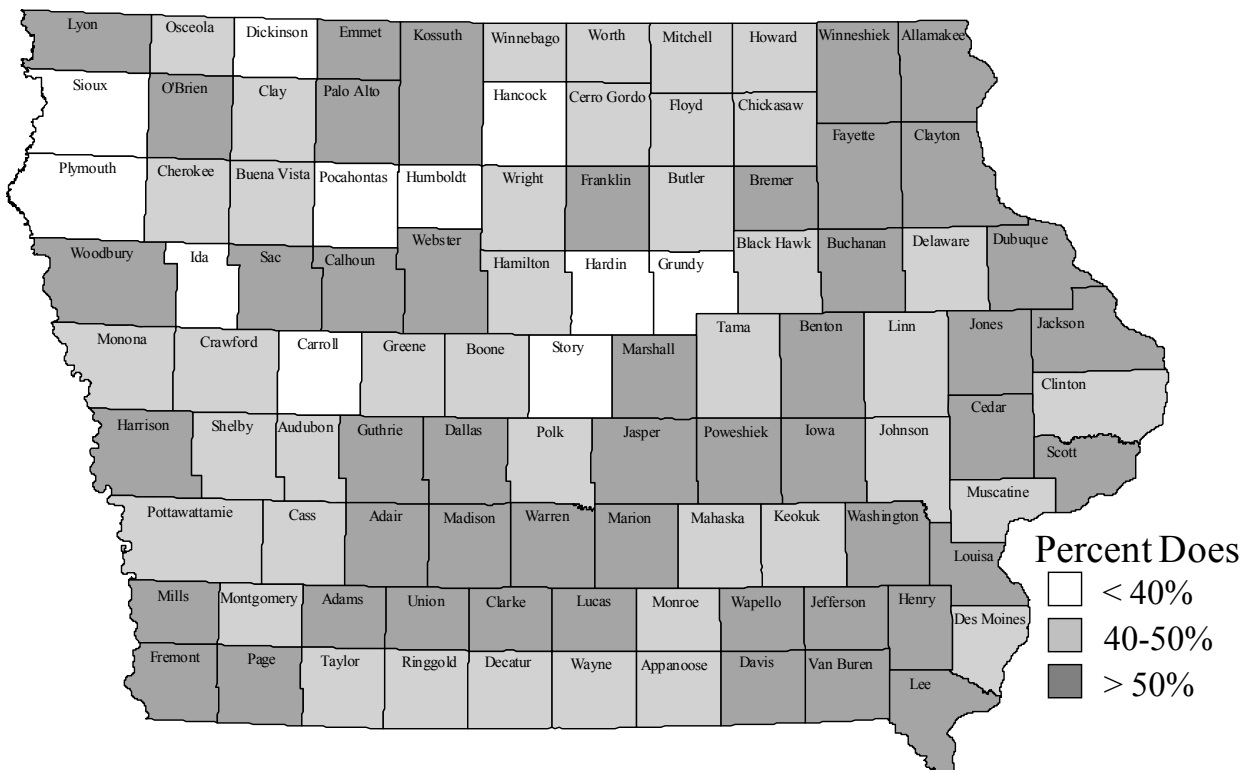 Lyon
Osceola
Dickinson
Emmet
Kossuth
Winnebago
Worth
Mitchell
Howard
Winneshiek
Allamakee
Sioux
O'Brien
Clay
Palo Alto
Hancock
Cerro Gordo
Floyd
Chickasaw
Fayette
Clayton
Plymouth
Cherokee
Buena Vista
Pocahontas
Humboldt
Wright
Franklin
Butler
Bremer
Woodbury
Ida
Sac
Calhoun
Webster
Hamilton
Hardin
Grundy
Black Hawk
Buchanan
Delaware
Dubuque
Monona
Crawford
Carroll
Greene
Boone
Story
Marshall
Tama
Benton
Linn
Jones
Jackson
Clinton
Cedar
Harrison
Shelby
Audubon
Guthrie
Dallas
Polk
Jasper
Poweshiek
Iowa
Johnson
Scott
Muscatine
Pottawattamie
Cass
Adair
Madison
Warren
Marion
Mahaska
Keokuk
Washington
Louisa
Mills
Montgomery
Adams
Union
Clarke
Lucas
Monroe
Wapello
Jefferson
Henry
Des Moines
Fremont
Page
Taylor
Ringgold
Decatur
Wayne
Appanoose
Davis
Van Buren
Lee
Percent Does
< 40%
40-50%
> 50%